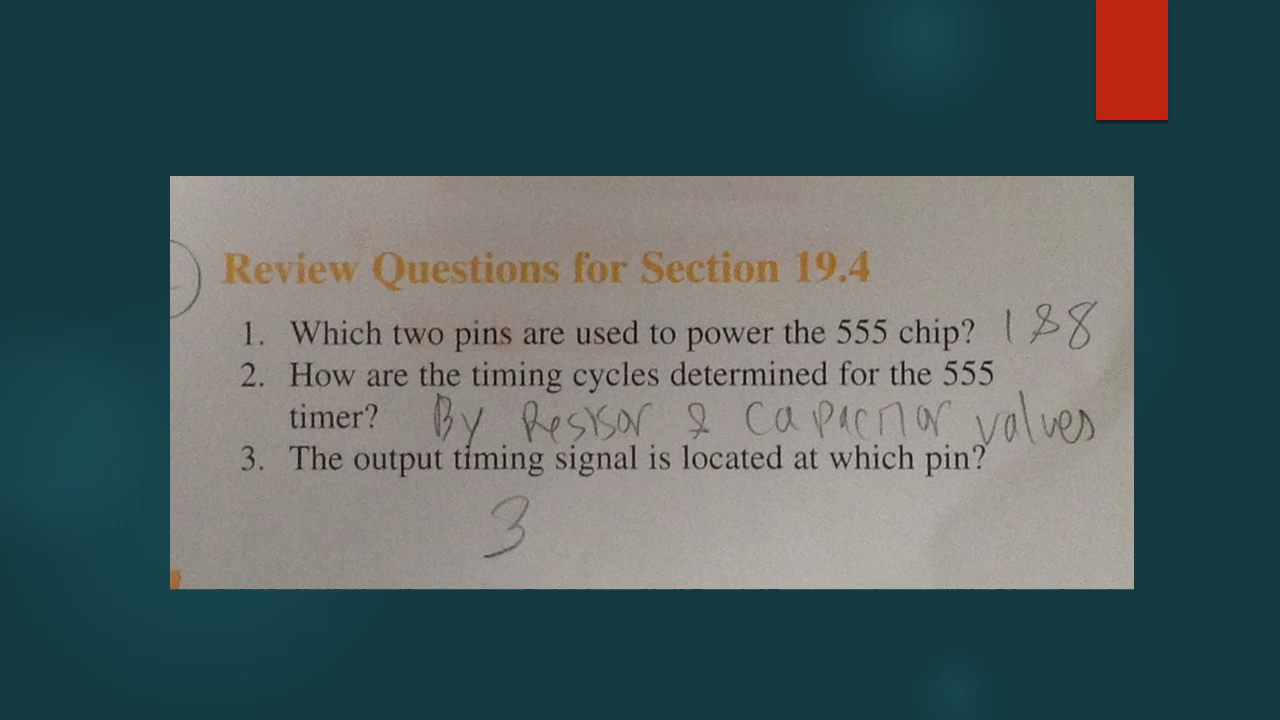 Review Questions for Section 19.4
1. Which two pins are used to power the 555 chip? 1 & 8
2. How are the timing cycles determined for the 555
timer? By Resisor & Capacitor values
3. The output timing signal is located at which pin?
3